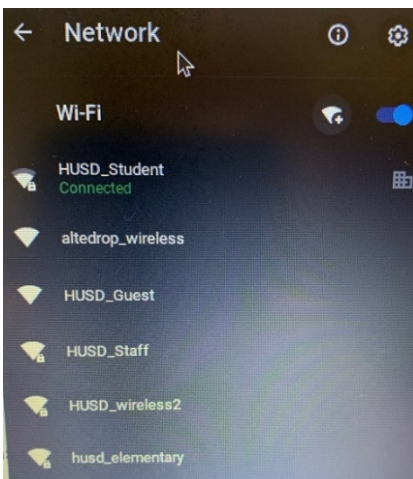 Network
Wi-Fi
HUSD_Student
Connected
altedrop_wireless
HUSD_Guest
HUSD_Staff
HUSD_wireless2
husd_elementary